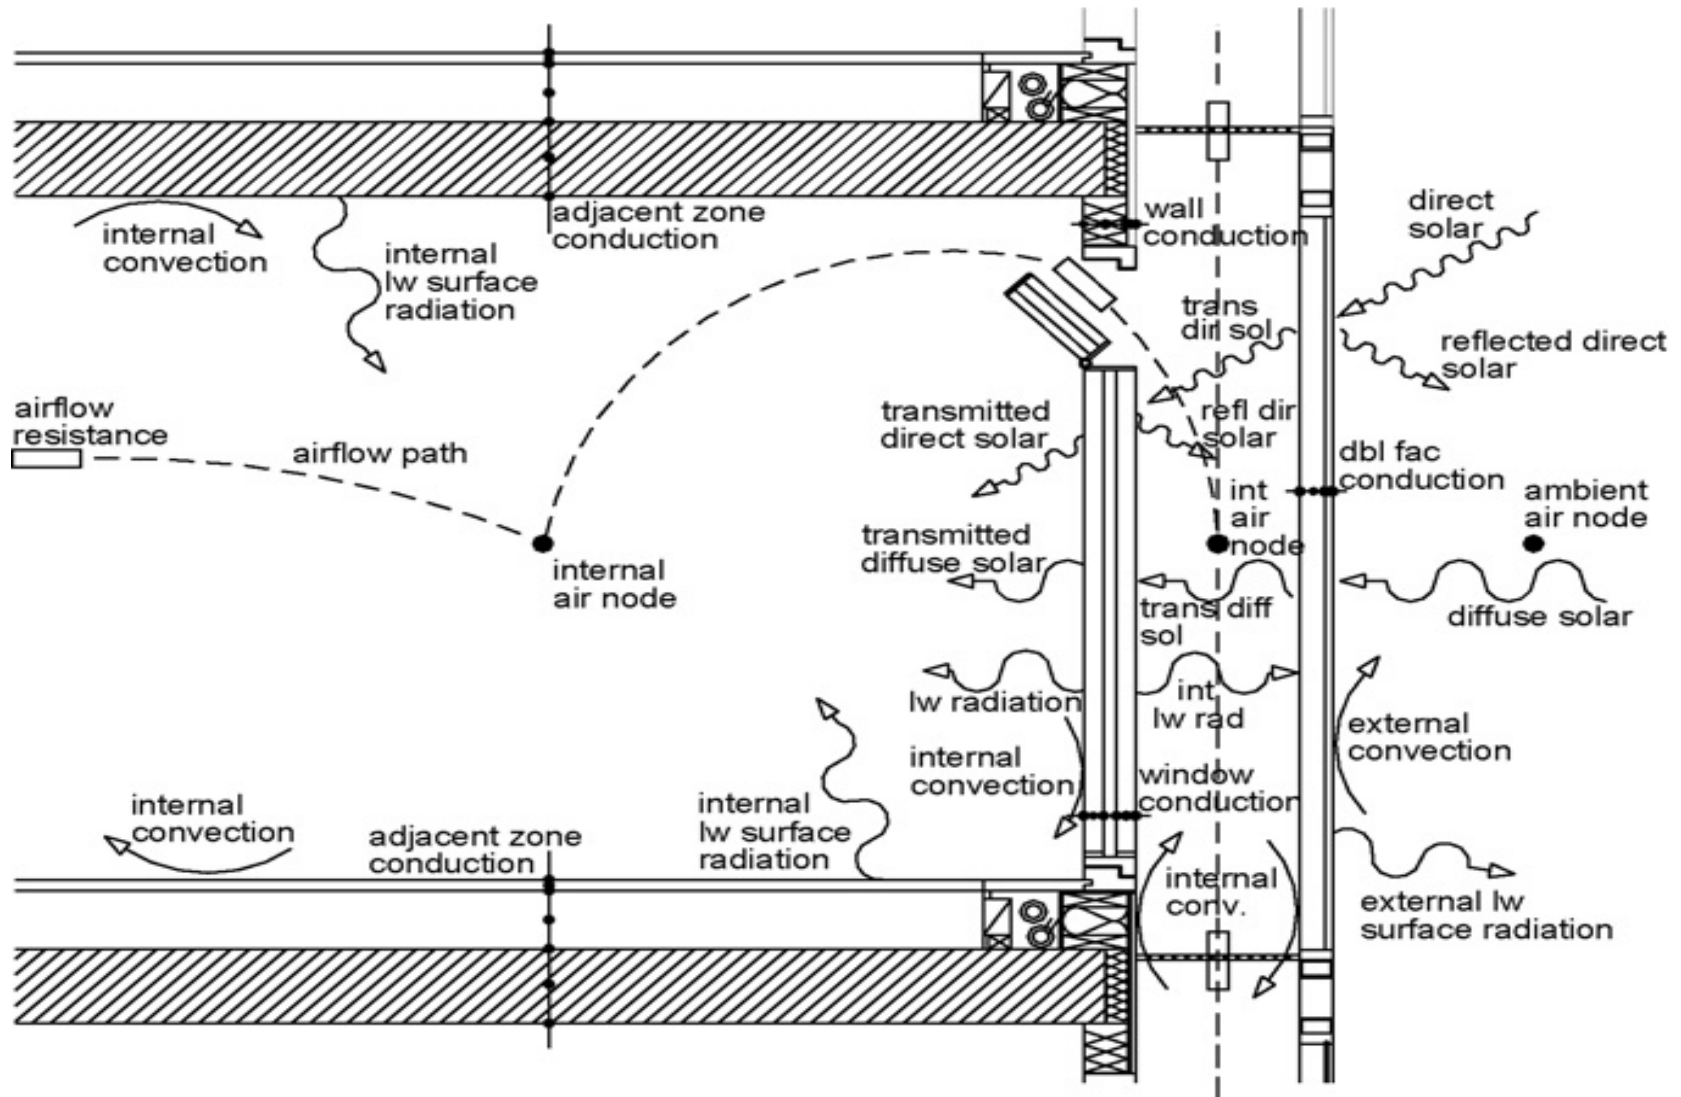 adjacent zone
conduction
wall
conduction
direct
solar
internal
convection
internal
lw surface
radiation
trans
dir sol
reflected direct
solar
airflow
resistance
airflow path
transmitted
direct solar
refl dir
solar
dbl fac
conduction
int
air
node
ambient
air node
transmitted
diffuse solar
internal
air node
trans diff
sol
diffuse solar
lw radiation
int
lw rad
external
convection
internal
convection
window
conduction
internal
convection
adjacent zone
conduction
internal
lw surface
radiation
internal
conv.
external lw
surface radiation